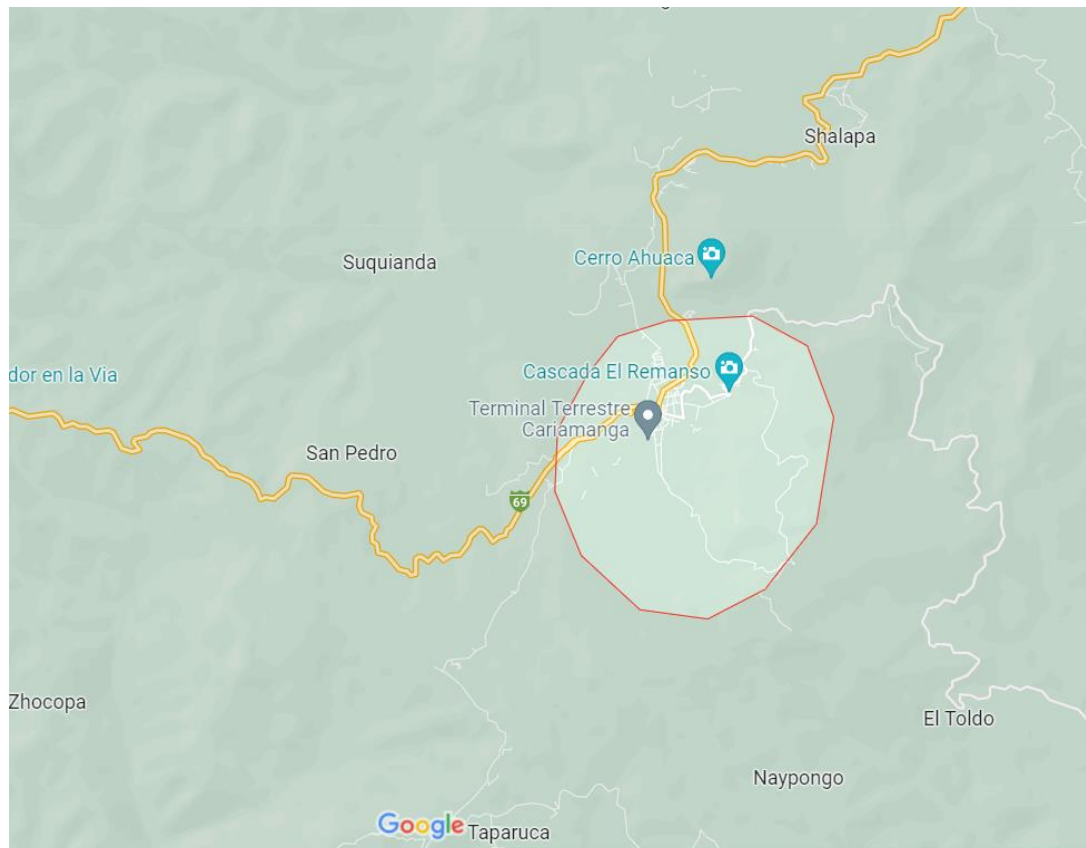 Shalapa
Cerro Ahuaca
Suquianda
Cascada El Remanso
dor en la Via
Terminal Terrestre
Cariamanga
San Pedro
69
Zhocopa
El Toldo
Naypongo
Google
Taparuca